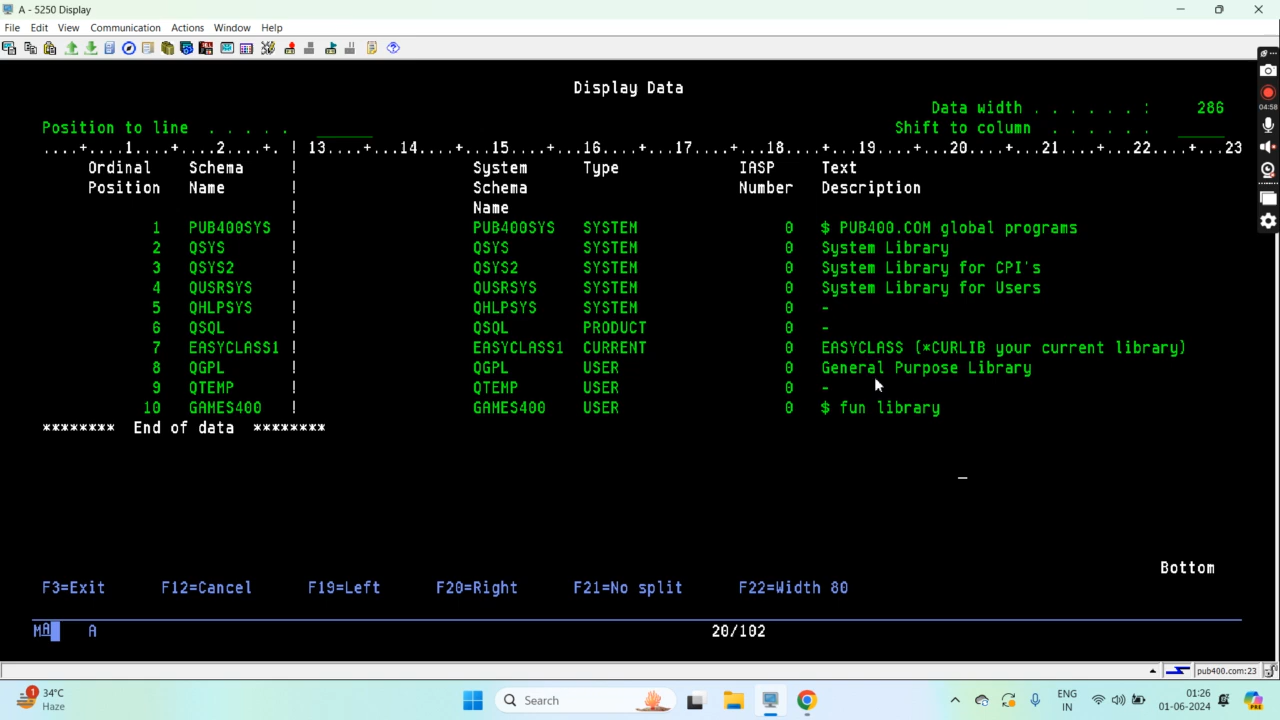 A - 5250 Display
File Edit View Communication Actions Window Help
Display Data
Data width . . . . . . : 286
Position to line . . . . . Shift to column . . . . . .
....+....1....+....2....+. ! 13....+....14....+....15....+....16....+....17....+....18....+....19....+....20....+....21....+....22....+...23
Ordinal Schema ! System Type IASP Text
Position Name ! Schema Number Description
! Name
1 PUB400SYS ! PUB400SYS SYSTEM 0 $ PUB400.COM global programs
2 QSYS ! QSYS SYSTEM 0 System Library
3 QSYS2 ! QSYS2 SYSTEM 0 System Library for CPI's
4 QUSRSYS ! QUSRSYS SYSTEM 0 System Library for Users
5 QHLPSYS ! QHLPSYS SYSTEM 0 -
6 QSQL ! QSQL PRODUCT 0 -
7 EASYCLASS1 ! EASYCLASS1 CURRENT 0 EASYCLASS (*CURLIB your current library)
8 QGPL ! QGPL USER 0 General Purpose Library
9 QTEMP ! QTEMP USER 0 -
10 GAMES400 ! GAMES400 USER 0 $ fun library
******** End of data ********
Bottom
F3=Exit F12=Cancel F19=Left F20=Right F21=No split F22=Width 80
A 20/102
pub400.com:23
04:58
1 34°C
Haze
Search
ENG
IN
01:26
01-06-2024
PRE